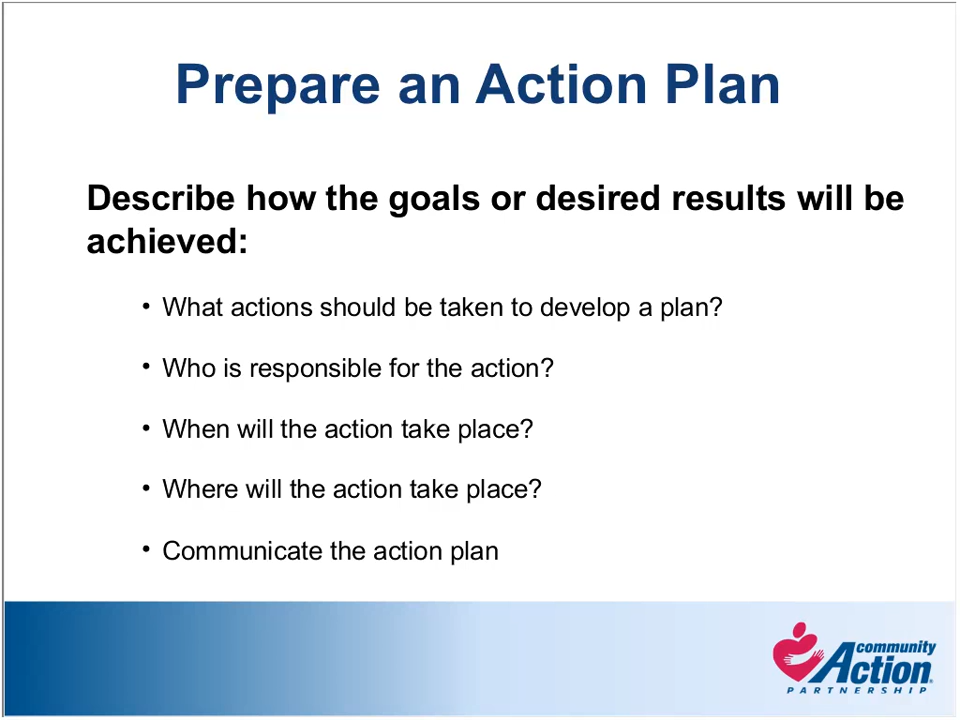 Prepare an Action Plan
Describe how the goals or desired results will be
achieved:
• What actions should be taken to develop a plan?
• Who is responsible for the action?
• When will the action take place?
• Where will the action take place?
• Communicate the action plan
community
Action®
PARTNERSHIP